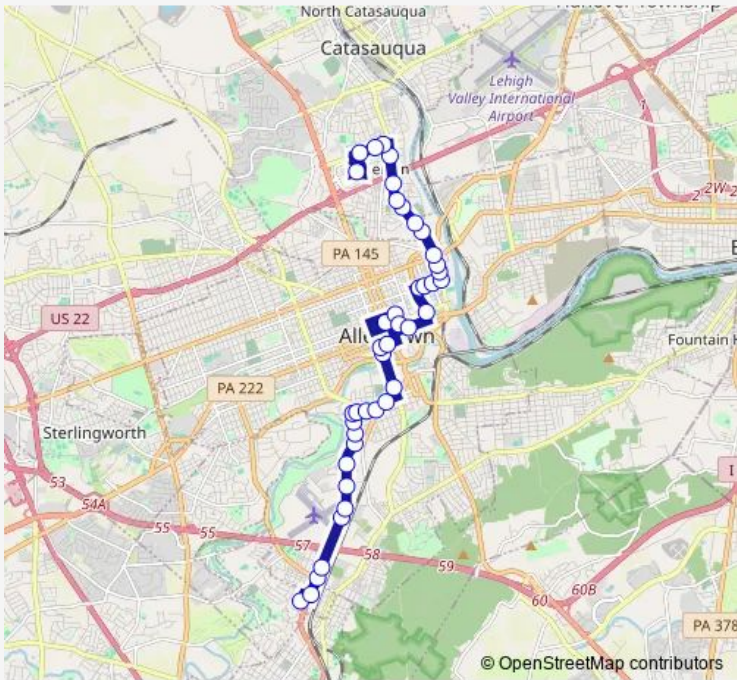 North Catasauqua
Catasauqua
Lehigh
Valley International
Airport
1
2W
2
2
PA 145
US 22
Fountain H
PA 222
Sterlingworth
53
54A
55
55
57
58
59
60
60B
I
PA 378
© OpenStreetMap contributors